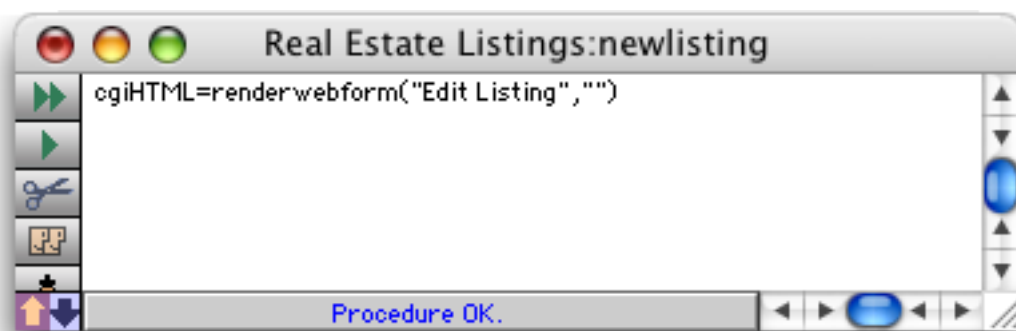 Real Estate Listings:newlisting
cgiHTML=renderwebform("Edit Listing","")
Procedure OK.